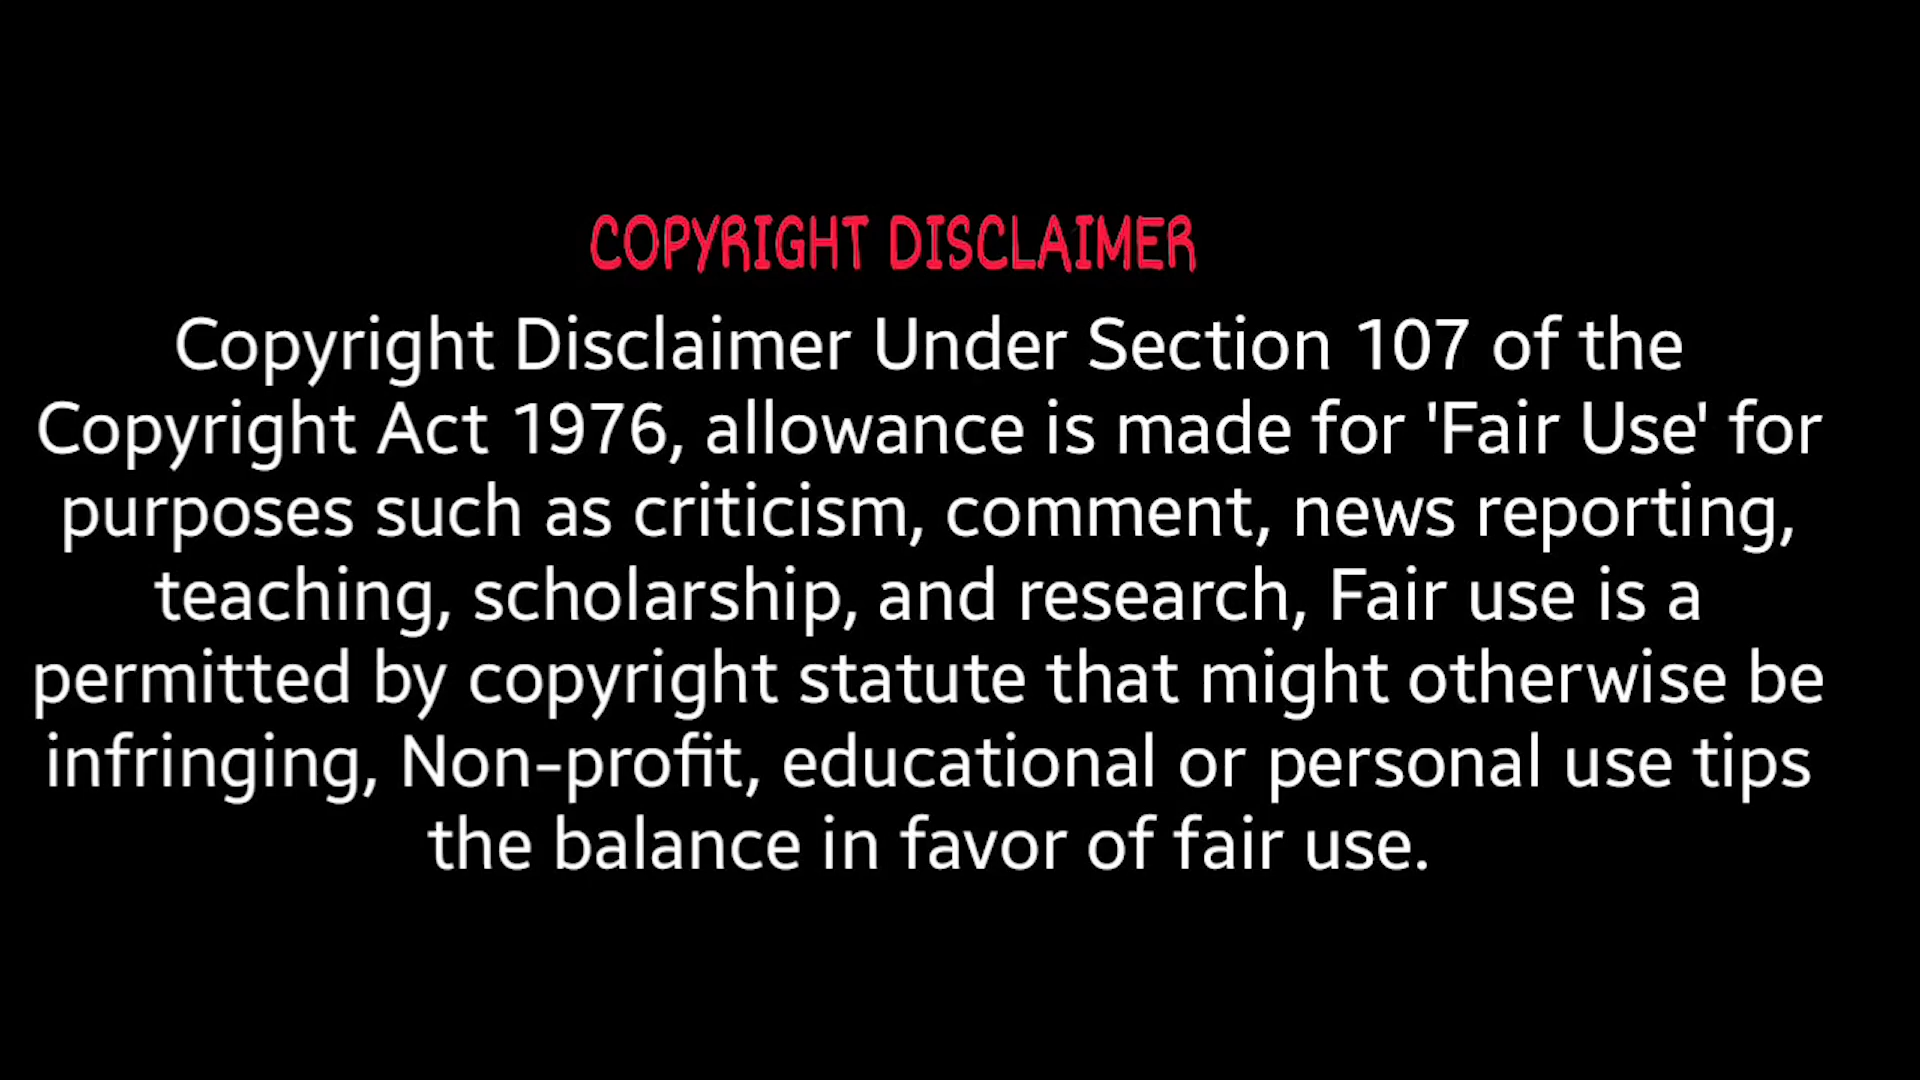 COPYRIGHT DISCLAIMER
Copyright Disclaimer Under Section 107 of the
Copyright Act 1976, allowance is made for 'Fair Use' for
purposes such as criticism, comment, news reporting,
teaching, scholarship, and research, Fair use is a
permitted by copyright statute that might otherwise be
infringing, Non-profit, educational or personal use tips
the balance in favor of fair use.